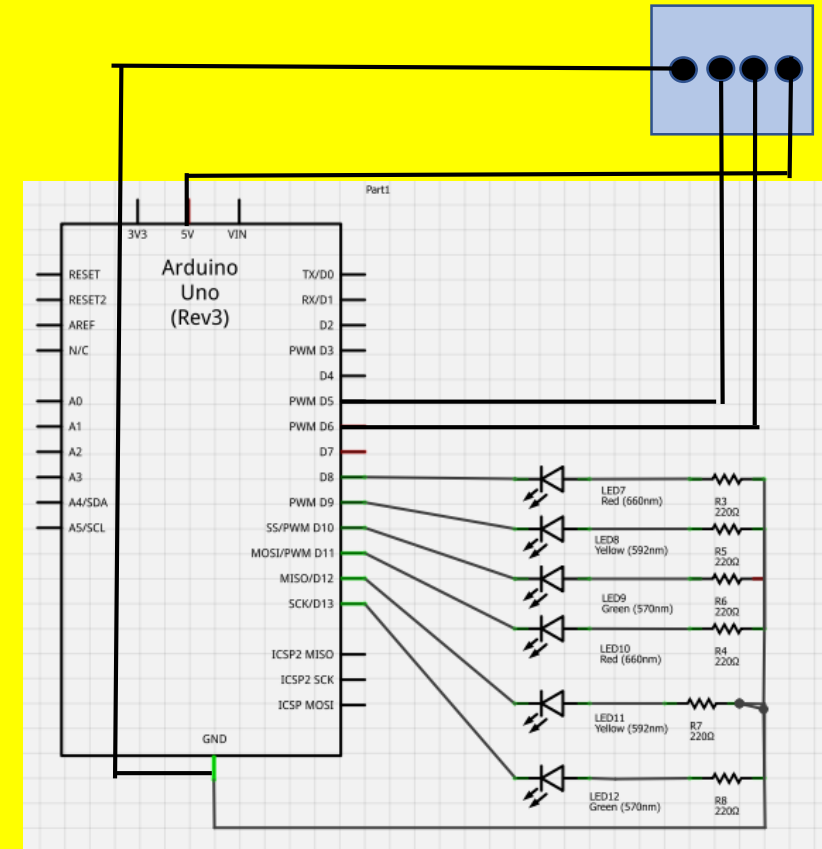 Part1
3V3
5V
VIN
Arduino
Uno
(Rev3)
RESET
RESET2
AREF
N/C
A0
A1
A2
A3
A4/SDA
A5/SCL
TX/D0
RX/D1
D2
PWM D3
D4
PWM D5
PWM D6
D7
D8
PWM D9
SS/PWM D10
MOSI/PWM D11
MISO/D12
SCK/D13
ICSP2 MISO
ICSP2 SCK
ICSP MOSI
GND
LED7
Red (660nm)
R3
220Ω
LED8
Yellow (592nm)
R5
220Ω
LED9
Green (570nm)
R6
220Ω
LED10
Red (660nm)
R4
220Ω
LED11
Yellow (592nm)
R7
220Ω
LED12
Green (570nm)
R8
220Ω